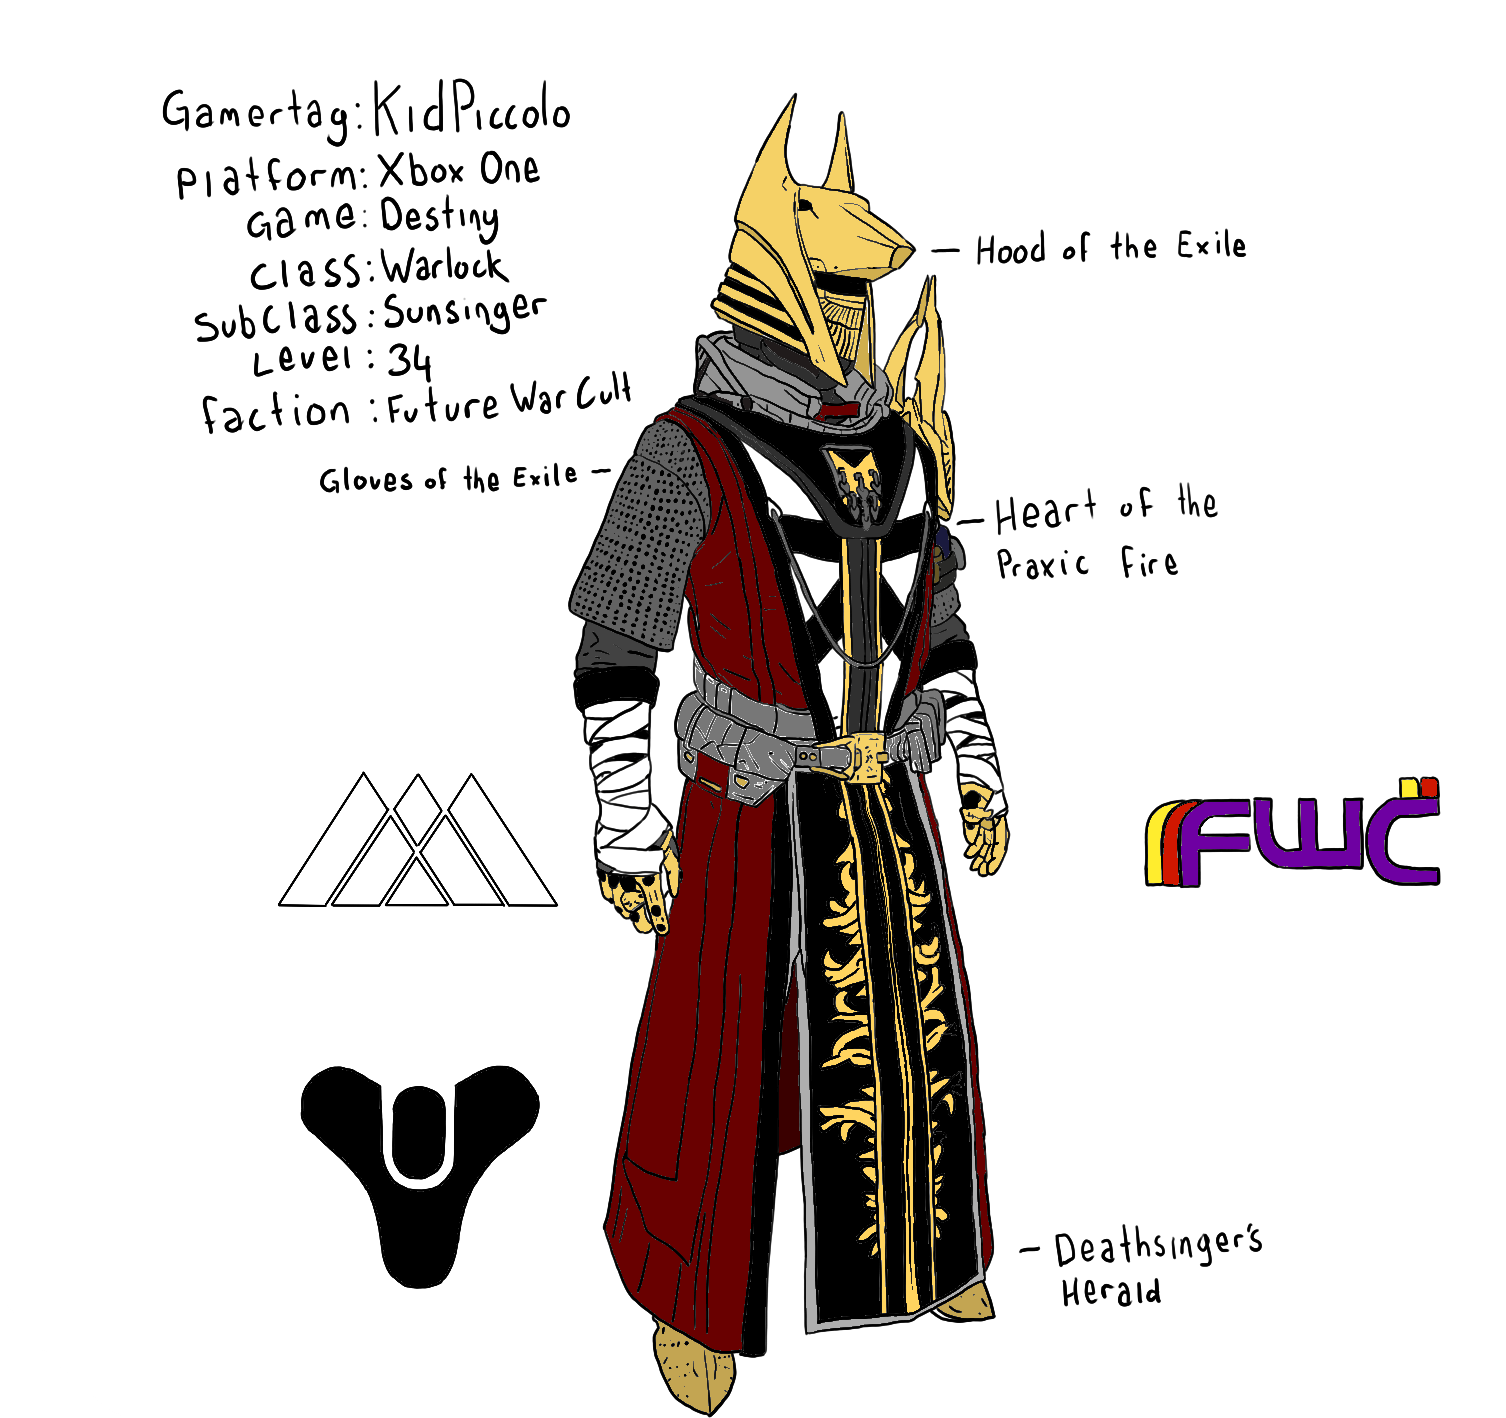 Gamertag: KidPiccolo
Platform: Xbox One
Game: Destiny
Class: Warlock
SubClass: Sunsinger
Level: 34
Faction: Future War Cult
Hood of the Exile
Gloves of the Exile
Heart of the
Praxic Fire
FWC
Deathsinger's
Herald